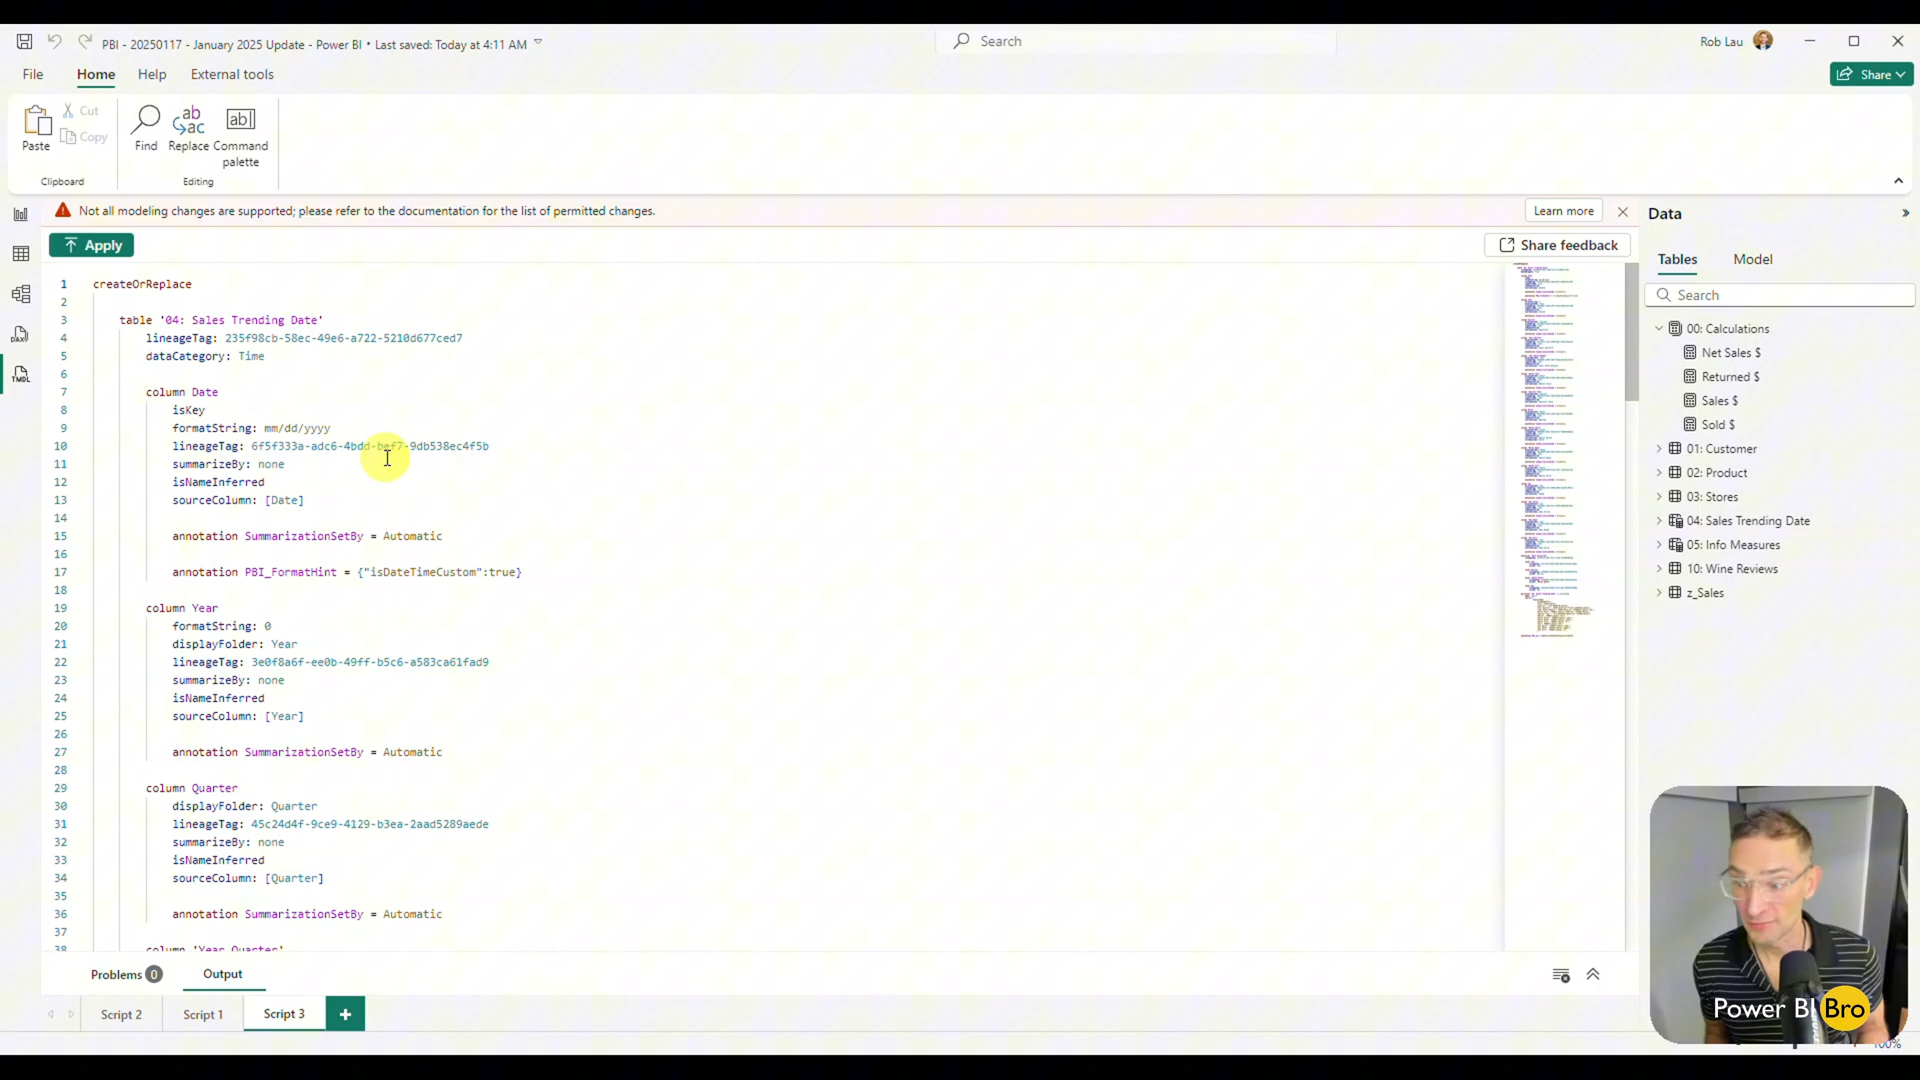 PBI - 20250117 - January 2025 Update - Power BI • Last saved: Today at 4:11 AM
Search
Rob Lau
File
Home
Help
External tools
Share
Paste
Cut
Copy
Find
Replace
Command palette
Clipboard
Editing
Not all modeling changes are supported; please refer to the documentation for the list of permitted changes.
Learn more
Apply
Share feedback
1 createOrReplace
2
3 table '04: Sales Trending Date'
4 lineageTag: 235f98cb-58ec-49e6-a722-5210d677ced7
5 dataCategory: Time
6
7 column Date
8 isKey
9 formatString: mm/dd/yyyy
10 lineageTag: 6f5f333a-adc6-4bdd-bef7-9db538ec4f5b
11 summarizeBy: none
12 isNameInferred
13 sourceColumn: [Date]
14
15 annotation SummarizationSetBy = Automatic
16
17 annotation PBI_FormatHint = {"isDateTimeCustom":true}
18
19 column Year
20 formatString: 0
21 displayFolder: Year
22 lineageTag: 3e0f8a6f-ee0b-49ff-b5c6-a583ca61fad9
23 summarizeBy: none
24 isNameInferred
25 sourceColumn: [Year]
26
27 annotation SummarizationSetBy = Automatic
28
29 column Quarter
30 displayFolder: Quarter
31 lineageTag: 45c24d4f-9ce9-4129-b3ea-2aad5289aede
32 summarizeBy: none
33 isNameInferred
34 sourceColumn: [Quarter]
35
36 annotation SummarizationSetBy = Automatic
37
38 column 'Year Quarter'
Problems 0
Output
Script 2
Script 1
Script 3
Data
Tables
Model
Search
00: Calculations
Net Sales $
Returned $
Sales $
Sold $
01: Customer
02: Product
03: Stores
04: Sales Trending Date
05: Info Measures
10: Wine Reviews
z_Sales
DAX
TMDL
Power BI Bro
100%